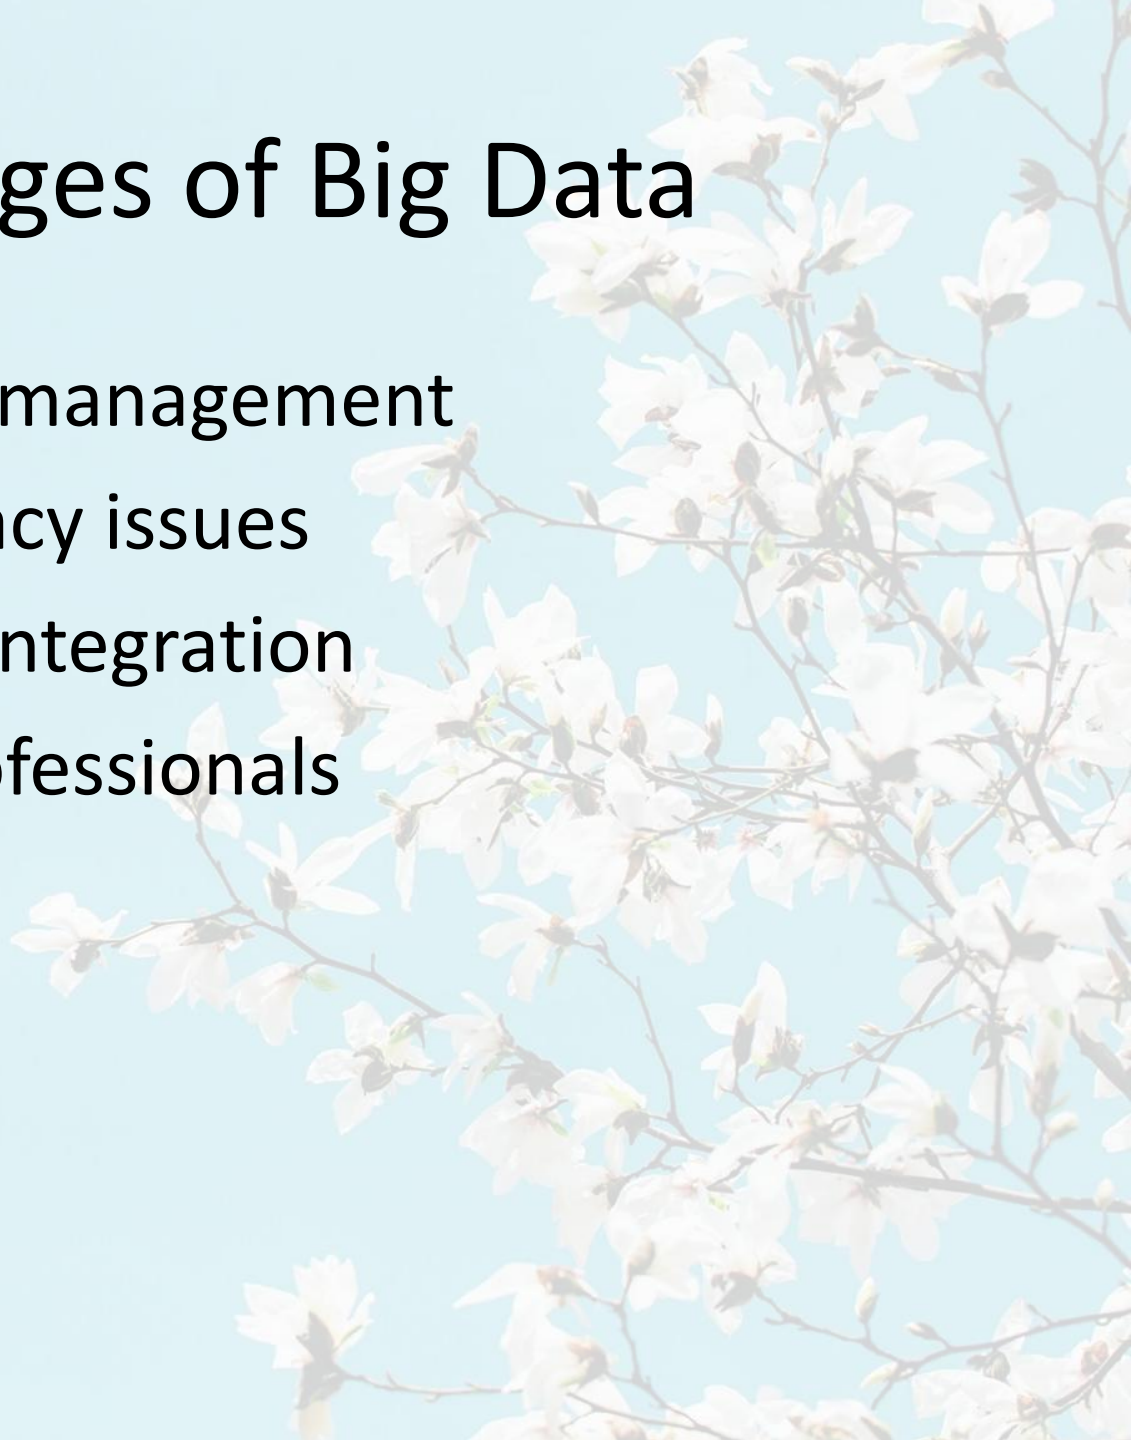 ges of Big Data
management
cy issues
ntegration
fessionals